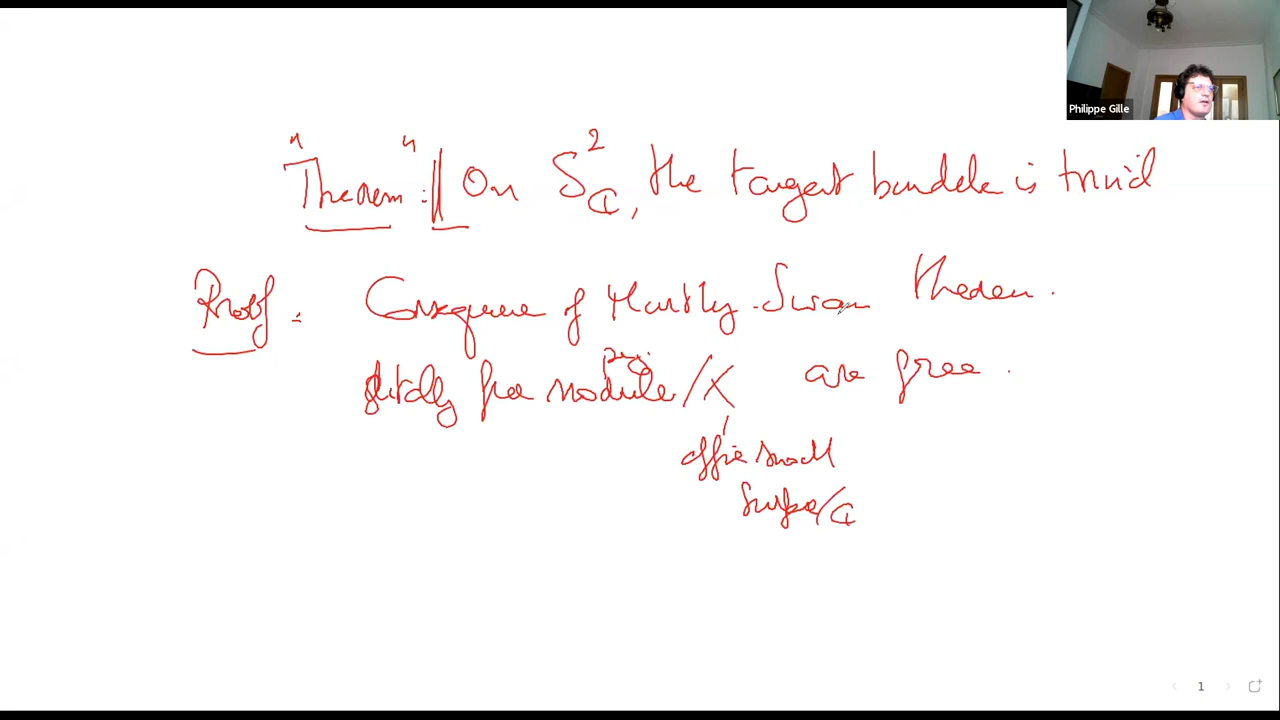 Philippe Gille
"Theorem": || On S²_ℂ, the tangent bundle is trivial
Proof: Consequence of Murthy-Swan theorem.
proj.
stably free module / X are free.
affine smooth
surface/ℂ
1